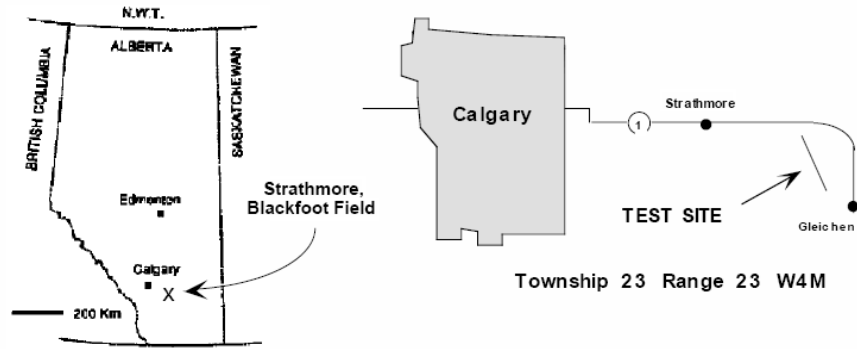 N.W.T.
ALBERTA
BRITISH COLUMBIA
SASKATCHEWAN
Edmonton
Calgary
X
200 Km
Strathmore,
Blackfoot Field
Calgary
1
Strathmore
TEST SITE
Gleichen
Township 23 Range 23 W4M